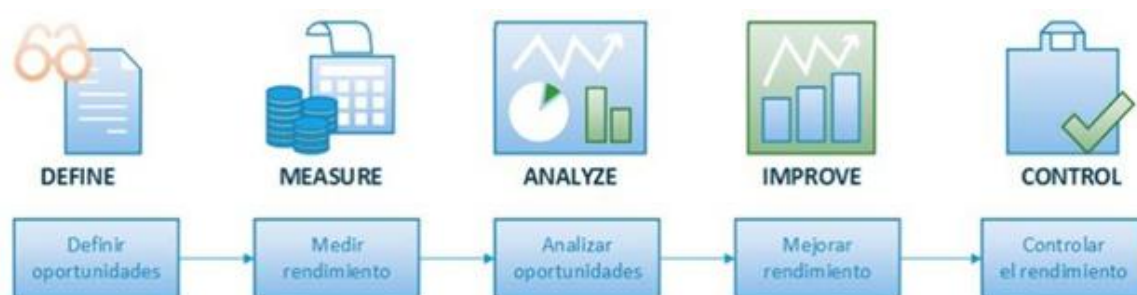 DEFINE
MEASURE
ANALYZE
IMPROVE
CONTROL
Definir
oportunidades
Medir
rendimiento
Analizar
oportunidades
Mejorar
rendimiento
Controlar
el rendimiento